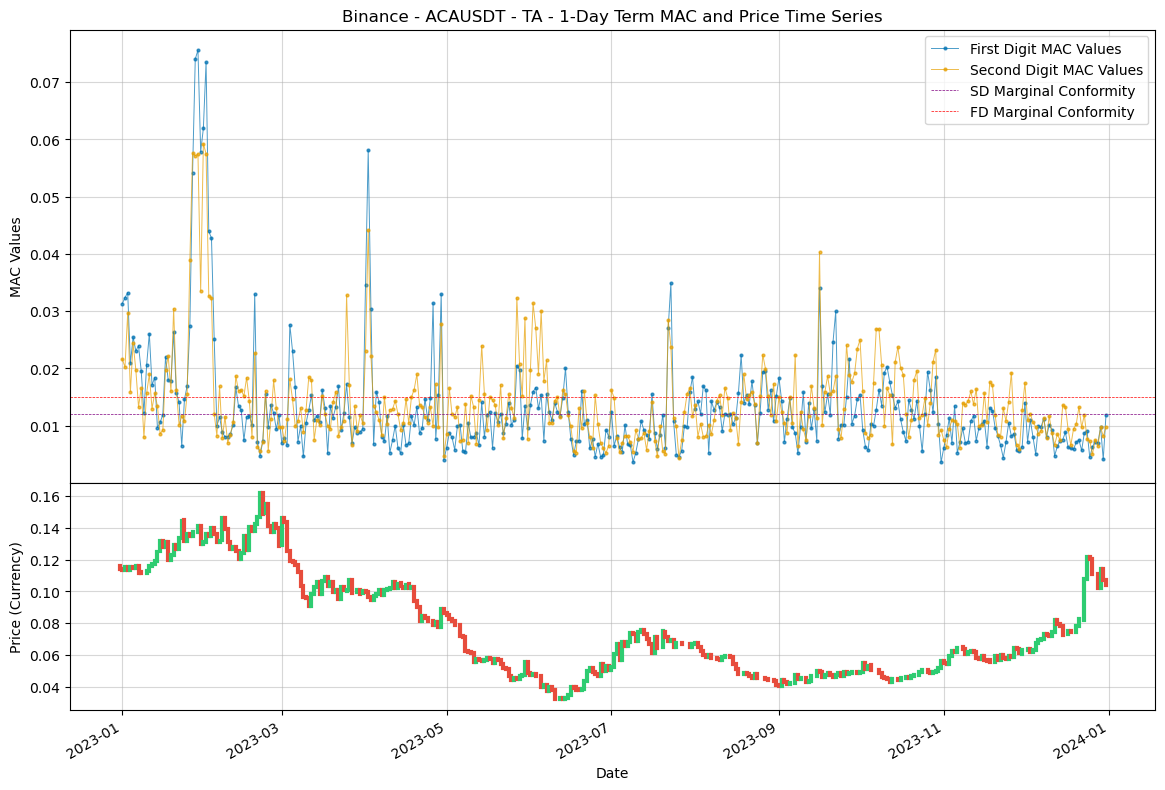 Binance - ACAUSDT - TA - 1-Day Term MAC and Price Time Series
First Digit MAC Values
Second Digit MAC Values
SD Marginal Conformity
FD Marginal Conformity
MAC Values
0.07
0.06
0.05
0.04
0.03
0.02
0.01
Price (Currency)
0.16
0.14
0.12
0.10
0.08
0.06
0.04
2023-01
2023-03
2023-05
2023-07
2023-09
2023-11
2024-01
Date